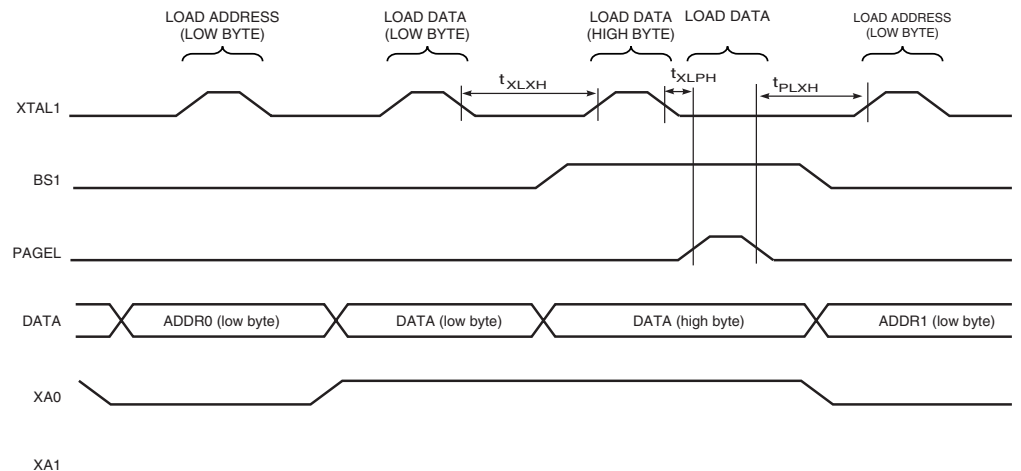 LOAD ADDRESS
(LOW BYTE)
LOAD DATA
(LOW BYTE)
LOAD DATA
(HIGH BYTE)
LOAD DATA
LOAD ADDRESS
(LOW BYTE)
tXLXH
tXLPH
tPLXH
XTAL1
BS1
PAGEL
DATA
ADDR0 (low byte)
DATA (low byte)
DATA (high byte)
ADDR1 (low byte)
XA0
XA1